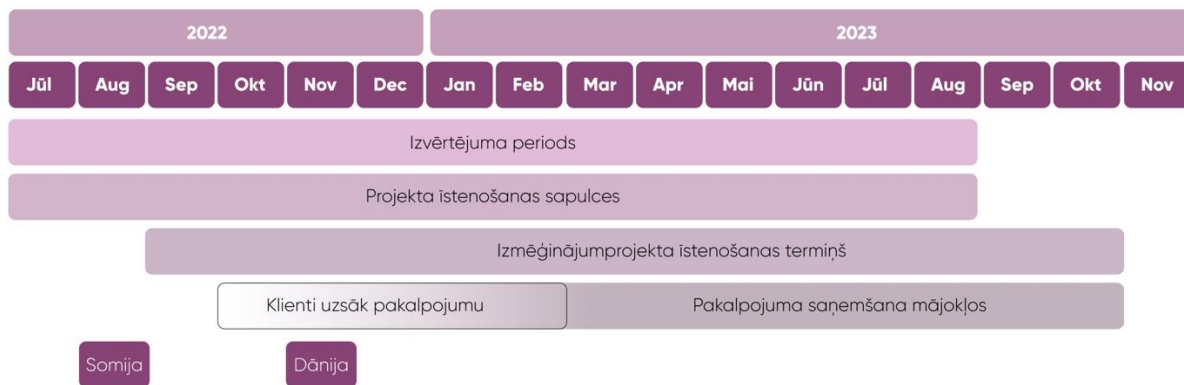 2022 2023
Jūl Aug Sep Okt Nov Dec Jan Feb Mar Apr Mai Jūn Jūl Aug Sep Okt Nov
Izvērtējuma periods
Projekta īstenošanas sapulces
Izmēģinājumprojekta īstenošanas termiņš
Klienti uzsāk pakalpojumu Pakalpojuma saņemšana mājokļos
Somija Dānija